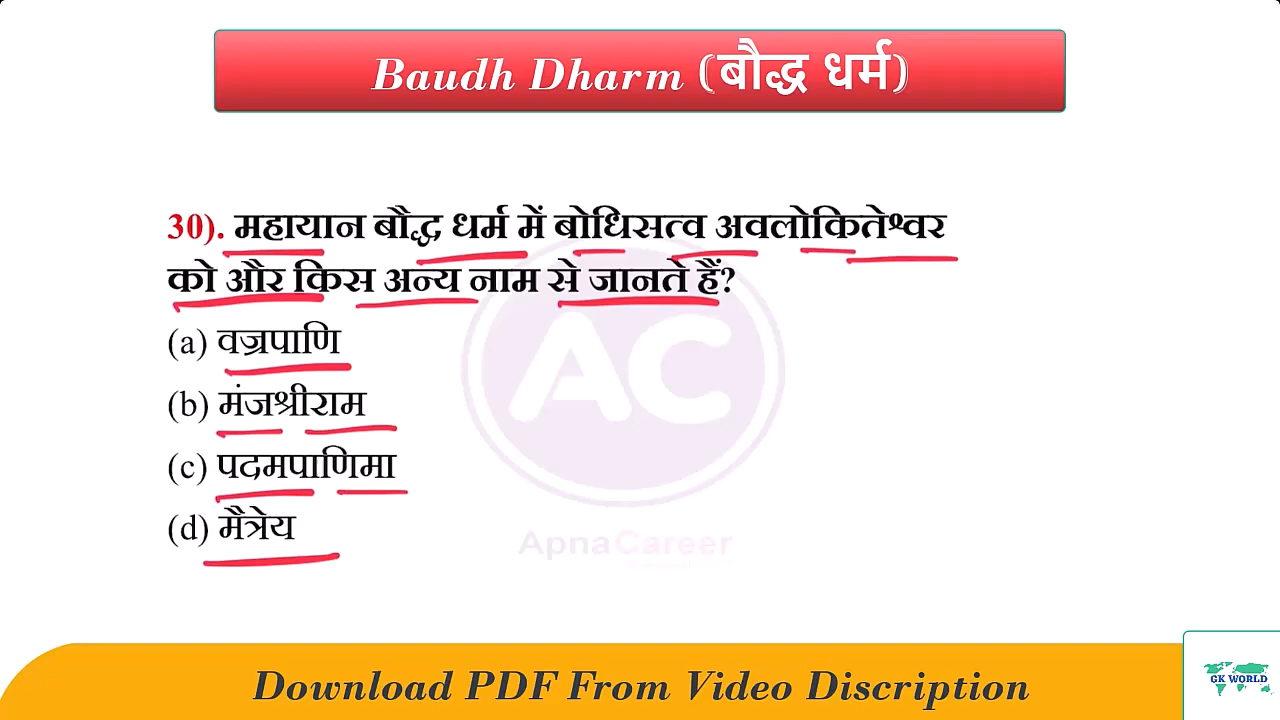 Baudh Dharm (बौद्ध धर्म)
30). महायान बौद्ध धर्म में बोधिसत्व अवलोकितेश्वर
को और किस अन्य नाम से जानते हैं?
(a) वज्रपाणि
(b) मंजश्रीराम
(c) पदमपाणिमा
(d) मैत्रेय
AC
ApnaCareer
Download PDF From Video Discription
GK WORLD